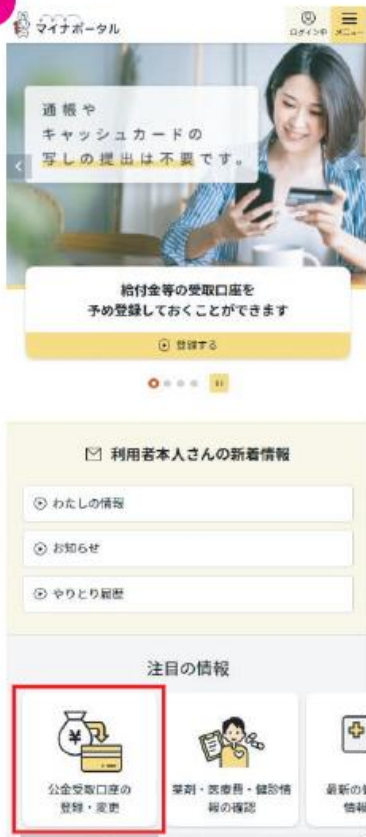 マイナポータル
ログイン中
メニュー
通帳や
キャッシュカードの
写しの提出は不要です。
給付金等の受取口座を
予め登録しておくことができます
登録する
利用者本人さんの新着情報
わたしの情報
お知らせ
やりとり履歴
注目の情報
公金受取口座の
登録・変更
薬剤・医療費・健診情
報の確認
最新の
情報